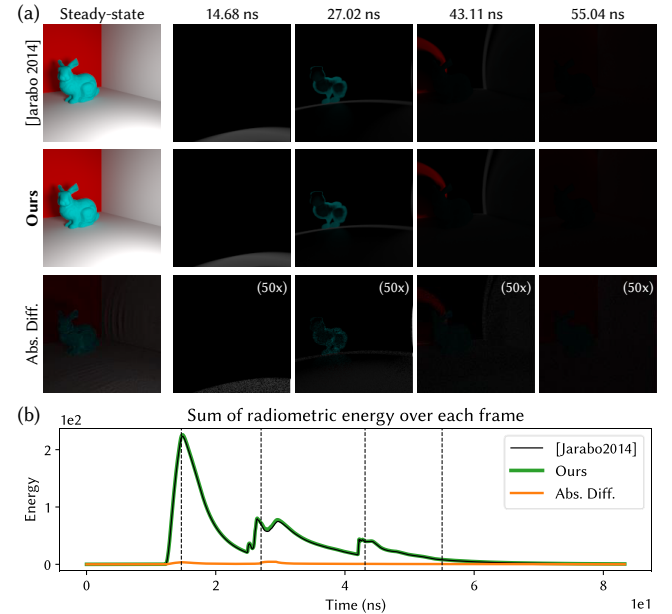 (a) Steady-state 14.68 ns 27.02 ns 43.11 ns 55.04 ns
[Jarabo 2014]
Ours
Abs. Diff.
(50x) (50x) (50x) (50x)
(b) Sum of radiometric energy over each frame
1e2
2
1
0
Energy
[Jarabo2014]
Ours
Abs. Diff.
0 2 4 6 8
Time (ns)
1e1